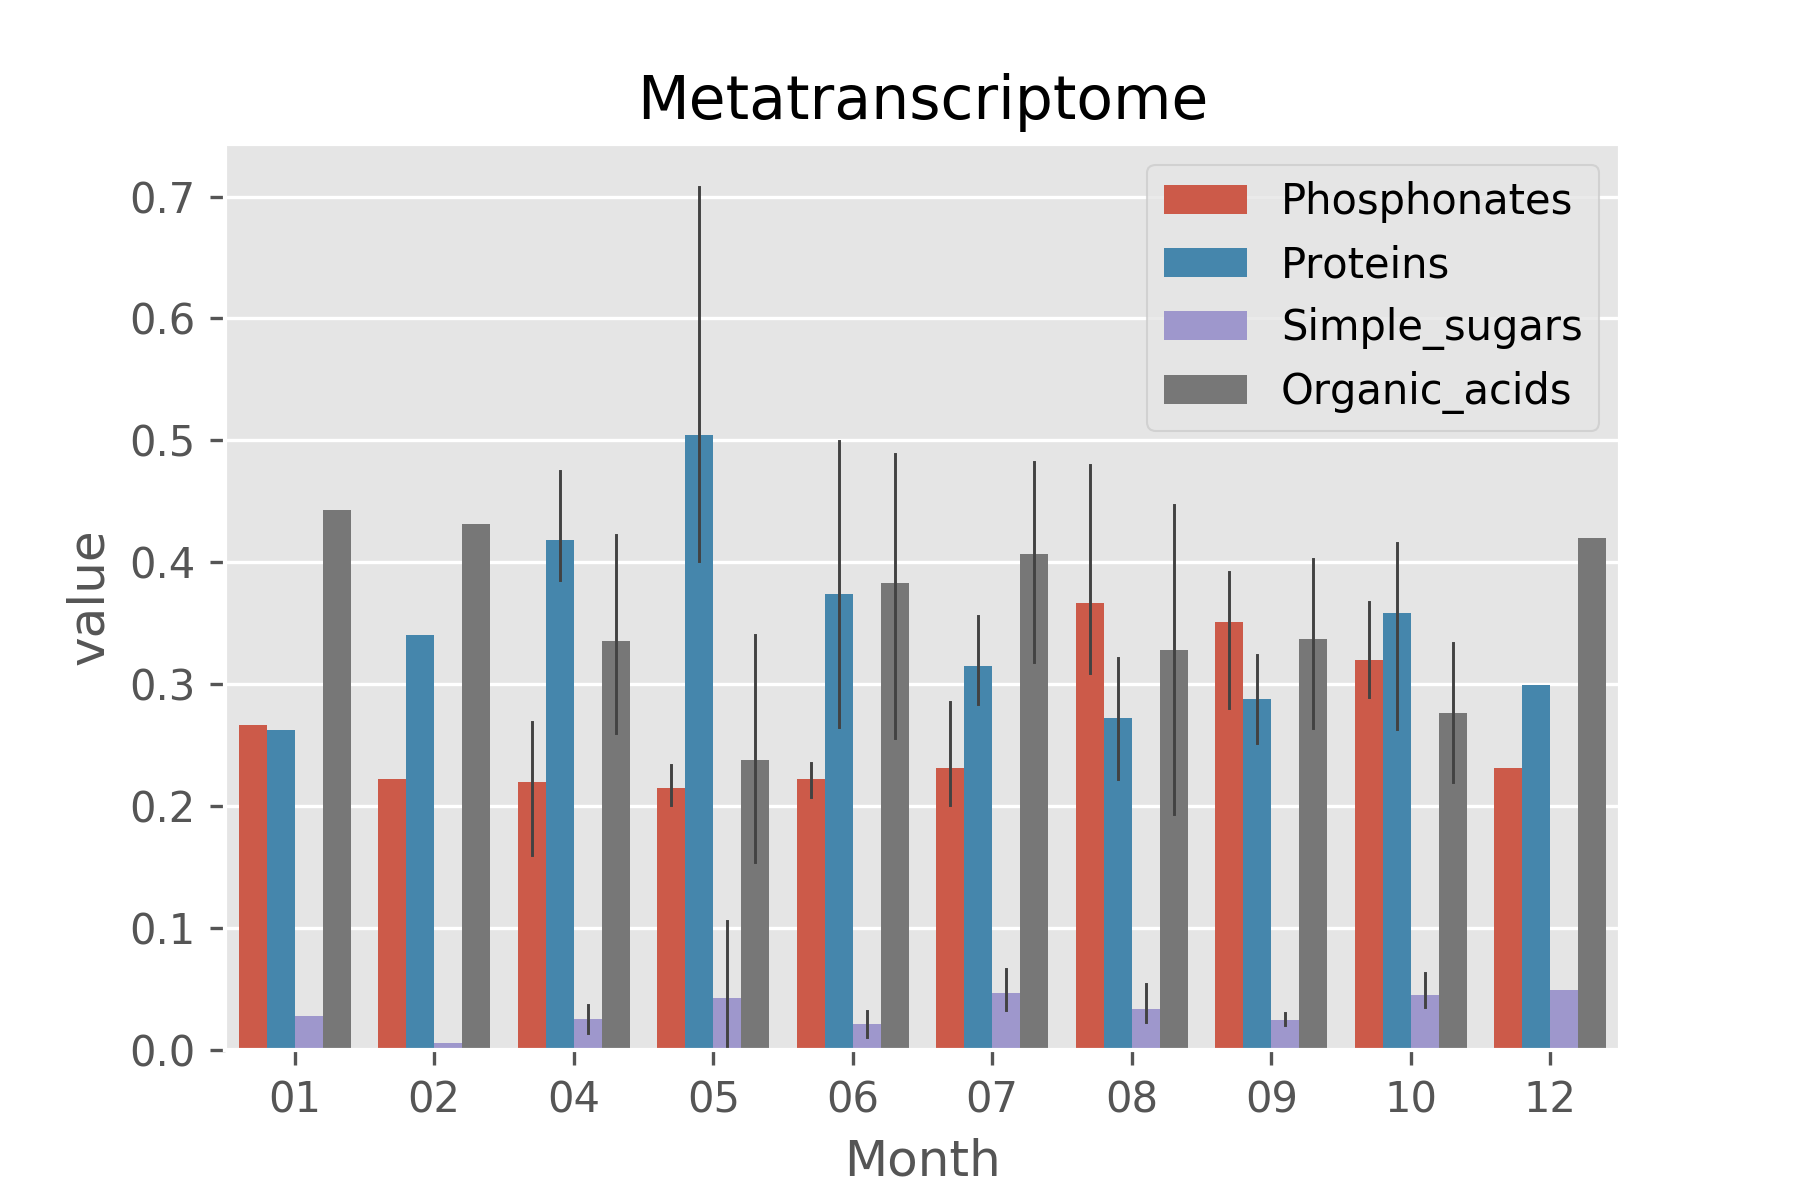 Metatranscriptome
Phosphonates
Proteins
Simple_sugars
Organic_acids
0.7
0.6
0.5
0.4
0.3
0.2
0.1
0.0
value
01 02 04 05 06 07 08 09 10 12
Month